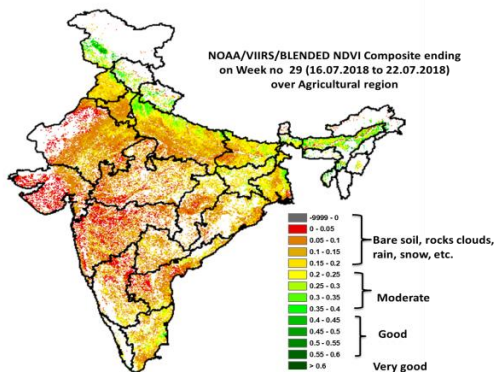 NOAA/VIIRS/BLENDED NDVI Composite ending
on Week no 29 (16.07.2018 to 22.07.2018)
over Agricultural region
-9999 - 0
0 - 0.05
0.05 - 0.1
0.1 - 0.15
0.15 - 0.2
0.2 - 0.25
0.25 - 0.3
0.3 - 0.35
0.35 - 0.4
0.4 - 0.45
0.45 - 0.5
0.5 - 0.55
0.55 - 0.6
> 0.6
Bare soil, rocks clouds,
rain, snow, etc.
Moderate
Good
Very good